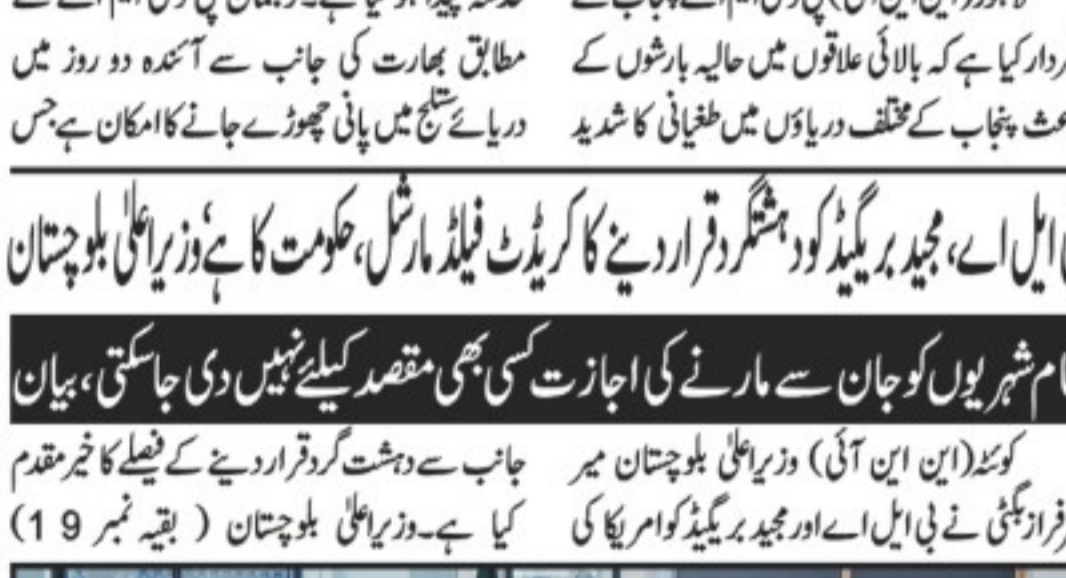 کیا ہے کہ بالائی علاقوں میں حالیہ بارشوں کے
پنجاب کے مختلف دریاؤں میں طغیانی کا شدید
مطابق بھارت کی جانب سے آئندہ دو روز میں
دریائے ستلج میں پانی چھوڑے جانے کا امکان ہے جس
ایل اے، مجید بریگیڈ کو دہشتگرد قرار دینے کا کریڈٹ فیلڈ مارشل، حکومت کا ہے، وزیراعلیٰ بلوچستان
شہریوں کو جان سے مارنے کی اجازت کسی بھی مقصد کیلئے نہیں دی جاسکتی، بیان
کوئٹہ (این این آئی) وزیراعلیٰ بلوچستان میر
بگٹی نے بی ایل اے اور مجید بریگیڈ کو امریکا کی
جانب سے دہشت گرد قرار دینے کے فیصلے کا خیر مقدم
کیا ہے۔ وزیراعلیٰ بلوچستان ( بقیہ نمبر 19)